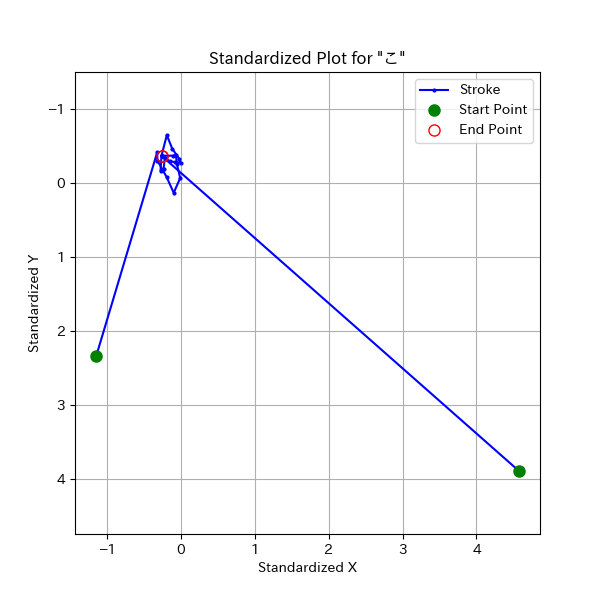 Standardized Plot for "こ"
Stroke
Start Point
End Point
−1
0
1
2
3
4
Standardized Y
−1 0 1 2 3 4
Standardized X